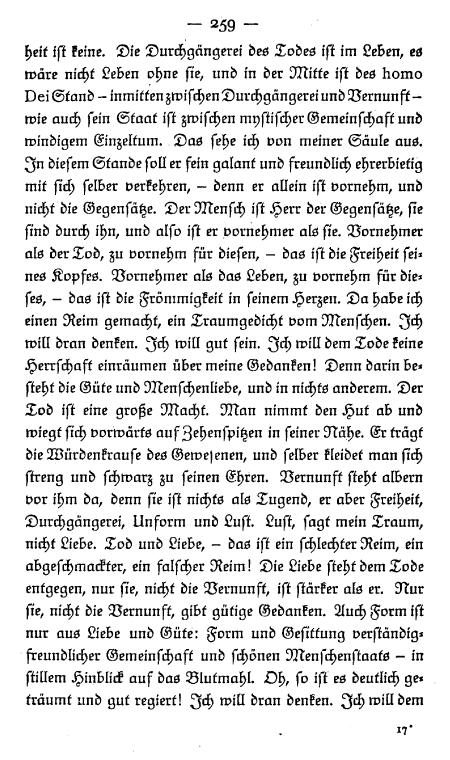 — 259 —
heit ist keine. Die Durchgängerei des Todes ist im Leben, es
wäre nicht Leben ohne sie, und in der Mitte ist des homo
Dei Stand – inmitten zwischen Durchgängerei und Vernunft –
wie auch sein Staat ist zwischen mystischer Gemeinschaft und
windigem Einzeltum. Das sehe ich von meiner Säule aus.
In diesem Stande soll er fein galant und freundlich ehrerbietig
mit sich selber verkehren, – denn er allein ist vornehm, und
nicht die Gegensätze. Der Mensch ist Herr der Gegensätze, sie
sind durch ihn, und also ist er vornehmer als sie. Vornehmer
als der Tod, zu vornehm für diesen, – das ist die Freiheit sei-
nes Kopfes. Vornehmer als das Leben, zu vornehm für die-
ses, – das ist die Frömmigkeit in seinem Herzen. Da habe ich
einen Reim gemacht, ein Traumgedicht vom Menschen. Ich
will dran denken. Ich will gut sein. Ich will dem Tode keine
Herrschaft einräumen über meine Gedanken! Denn darin be-
steht die Güte und Menschenliebe, und in nichts anderem. Der
Tod ist eine große Macht. Man nimmt den Hut ab und
wiegt sich vorwärts auf Zehenspitzen in seiner Nähe. Er trägt
die Würdenkrause des Gewesenen, und selber kleidet man sich
streng und schwarz zu seinen Ehren. Vernunft steht albern
vor ihm da, denn sie ist nichts als Tugend, er aber Freiheit,
Durchgängerei, Unform und Lust. Lust, sagt mein Traum,
nicht Liebe. Tod und Liebe, – das ist ein schlechter Reim, ein
abgeschmackter, ein falscher Reim! Die Liebe steht dem Tode
entgegen, nur sie, nicht die Vernunft, ist stärker als er. Nur
sie, nicht die Vernunft, gibt gütige Gedanken. Auch Form ist
nur aus Liebe und Güte: Form und Gesittung verständig-
freundlicher Gemeinschaft und schönen Menschenstaats – in
stillem Hinblick auf das Blutmahl. Oh, so ist es deutlich ge-
träumt und gut regiert! Ich will dran denken. Ich will dem
17*